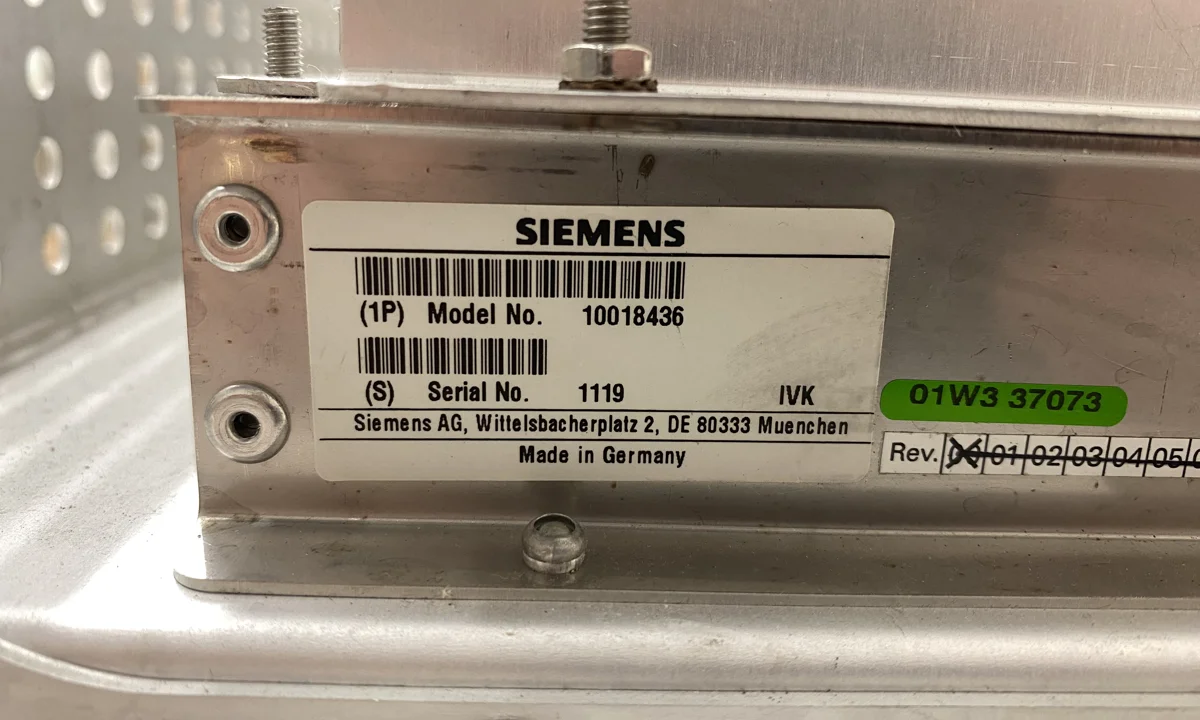 SIEMENS
(1P) Model No. 10018436
(S) Serial No. 1119 IVK
Siemens AG, Wittelsbacherplatz 2, DE 80333 Muenchen
Made in Germany
01W3 37073
Rev. 00 01 02 03 04 05